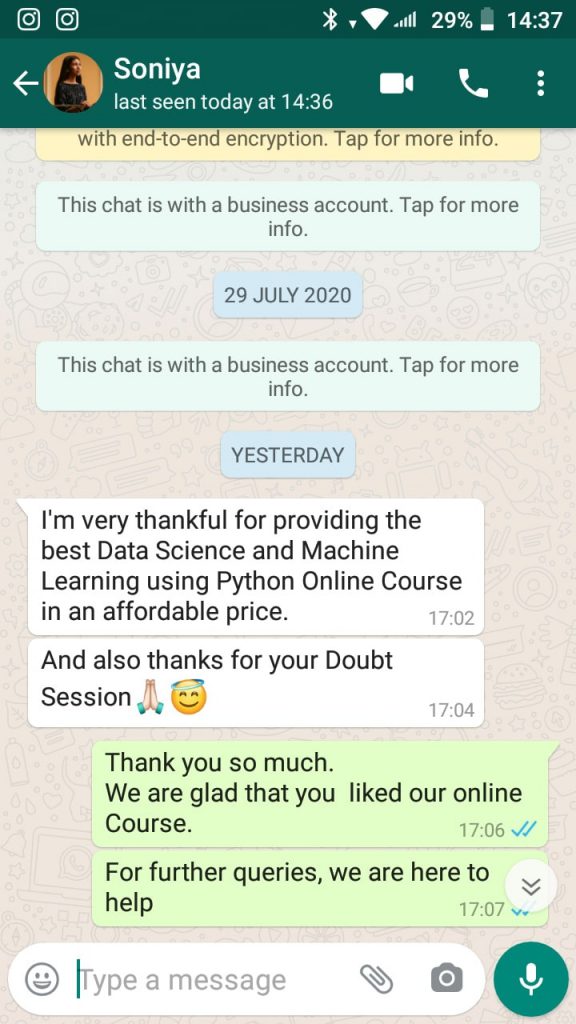 29% 14:37
Soniya
last seen today at 14:36
with end-to-end encryption. Tap for more info.
This chat is with a business account. Tap for more
info.
29 JULY 2020
This chat is with a business account. Tap for more
info.
YESTERDAY
I'm very thankful for providing the
best Data Science and Machine
Learning using Python Online Course
in an affordable price.
17:02
And also thanks for your Doubt
Session🙏🏻😇
17:04
Thank you so much.
We are glad that you  liked our online
Course.
17:06
For further queries, we are here to
help
17:07
Type a message